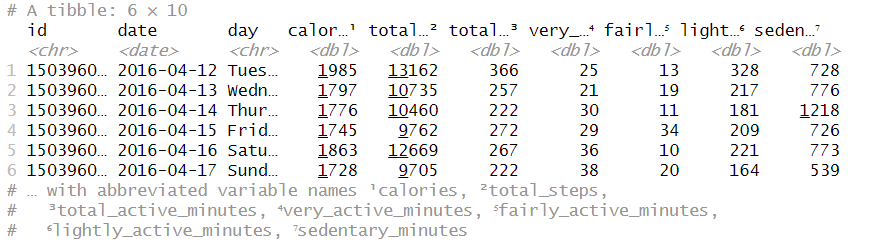 # A tibble: 6 × 10
id date day calor…¹ total…² total…³ very_…⁴ fairl…⁵ light…⁶ seden…⁷
<chr> <date> <chr> <dbl> <dbl> <dbl> <dbl> <dbl> <dbl> <dbl>
1 1503960… 2016-04-12 Tues… 1985 13162 366 25 13 328 728
2 1503960… 2016-04-13 Wedn… 1797 10735 257 21 19 217 776
3 1503960… 2016-04-14 Thur… 1776 10460 222 30 11 181 1218
4 1503960… 2016-04-15 Frid… 1745 9762 272 29 34 209 726
5 1503960… 2016-04-16 Satu… 1863 12669 267 36 10 221 773
6 1503960… 2016-04-17 Sund… 1728 9705 222 38 20 164 539
# … with abbreviated variable names ¹calories, ²total_steps,
# ³total_active_minutes, ⁴very_active_minutes, ⁵fairly_active_minutes,
# ⁶lightly_active_minutes, ⁷sedentary_minutes